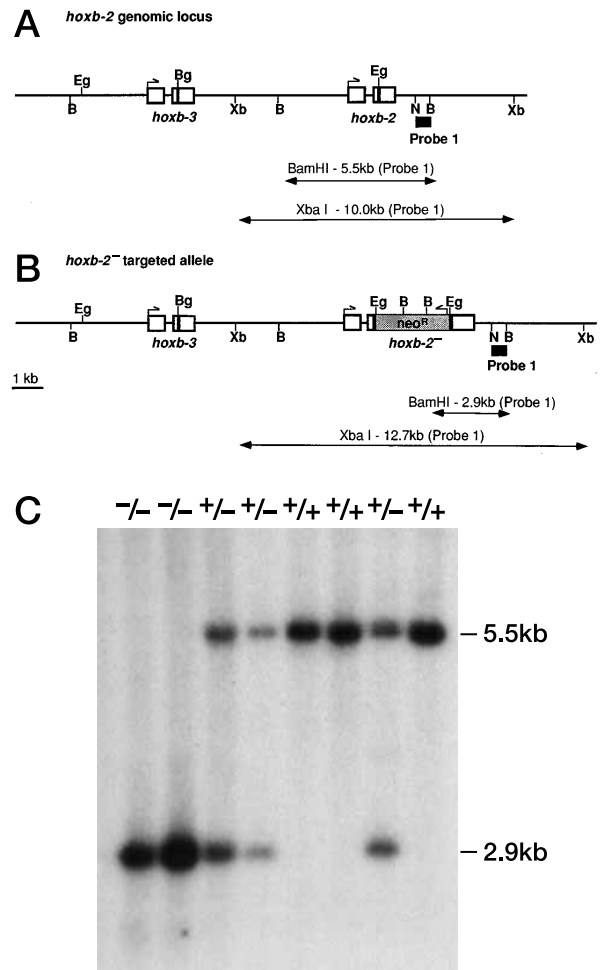 A hoxb-2 genomic locus
Eg Bg Eg
B Xb B N B Xb
hoxb-3 hoxb-2
Probe 1
BamHI - 5.5kb (Probe 1)
Xba I - 10.0kb (Probe 1)
B hoxb-2⁻ targeted allele
Eg Bg Eg B B Eg
neoᴿ
B Xb B N B Xb
hoxb-3 hoxb-2⁻
Probe 1
1 kb
BamHI - 2.9kb (Probe 1)
Xba I - 12.7kb (Probe 1)
C ⁻/₋ ⁻/₋ ⁺/₋ ⁺/₋ ⁺/₊ ⁺/₊ ⁺/₋ ⁺/₊
– 5.5kb
– 2.9kb